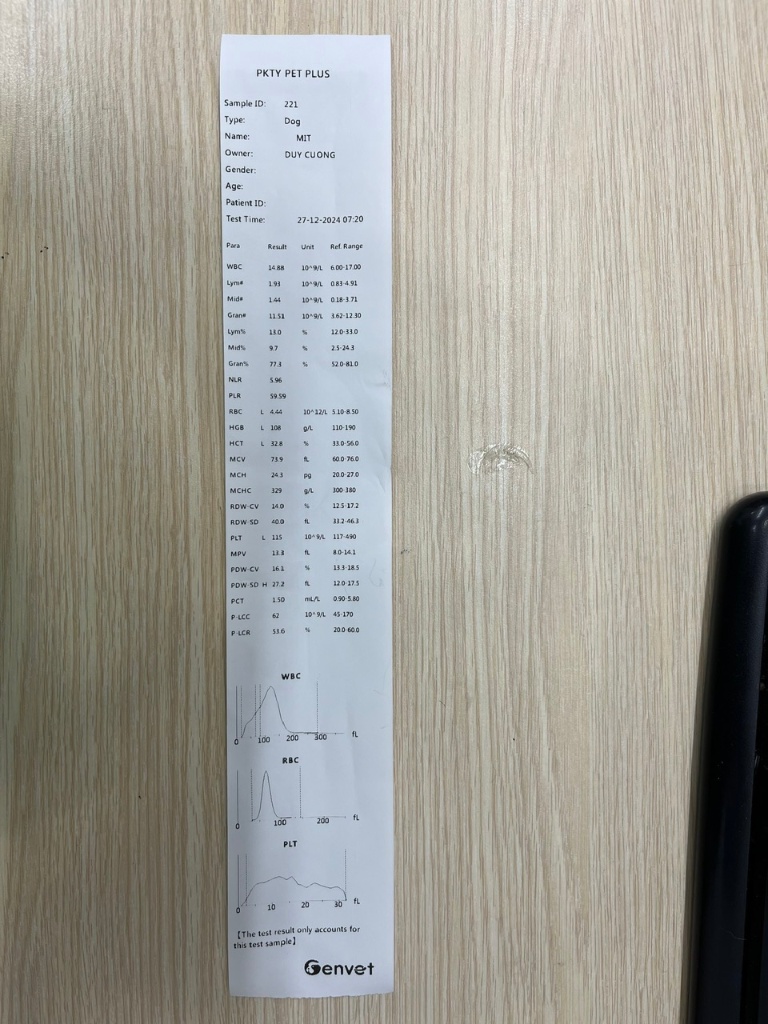 PKTY PET PLUS
Sample ID: 221
Type: Dog
Name: MIT
Owner: DUY CUONG
Gender:
Age:
Patient ID:
Test Time: 27-12-2024 07:20
Para Result Unit Ref. Range
WBC 14.88 10^9/L 6.00-17.00
Lym# 1.93 10^9/L 0.83-4.91
Mid# 1.44 10^9/L 0.18-3.71
Gran# 11.51 10^9/L 3.62-12.30
Lym% 13.0 % 12.0-33.0
Mid% 9.7 % 2.5-24.3
Gran% 77.3 % 52.0-81.0
NLR 5.96
PLR 59.59
RBC L 4.44 10^12/L 5.10-8.50
HGB L 108 g/L 110-190
HCT L 32.8 % 33.0-56.0
MCV 73.9 fL 60.0-76.0
MCH 24.3 pg 20.0-27.0
MCHC 329 g/L 300-380
RDW-CV 14.0 % 12.5-17.2
RDW-SD 40.0 fL 33.2-46.3
PLT L 115 10^9/L 117-490
MPV 13.3 fL 8.0-14.1
PDW-CV 16.1 % 13.3-18.5
PDW-SD H 27.2 fL 12.0-17.5
PCT 1.50 mL/L 0.90-5.80
P-LCC 62 10^9/L 45-170
P-LCR 53.6 % 20.0-60.0
WBC
0 100 200 300 fL
RBC
0 100 200 fL
PLT
0 10 20 30 fL
【The test result only accounts for
this test sample】
Genvet